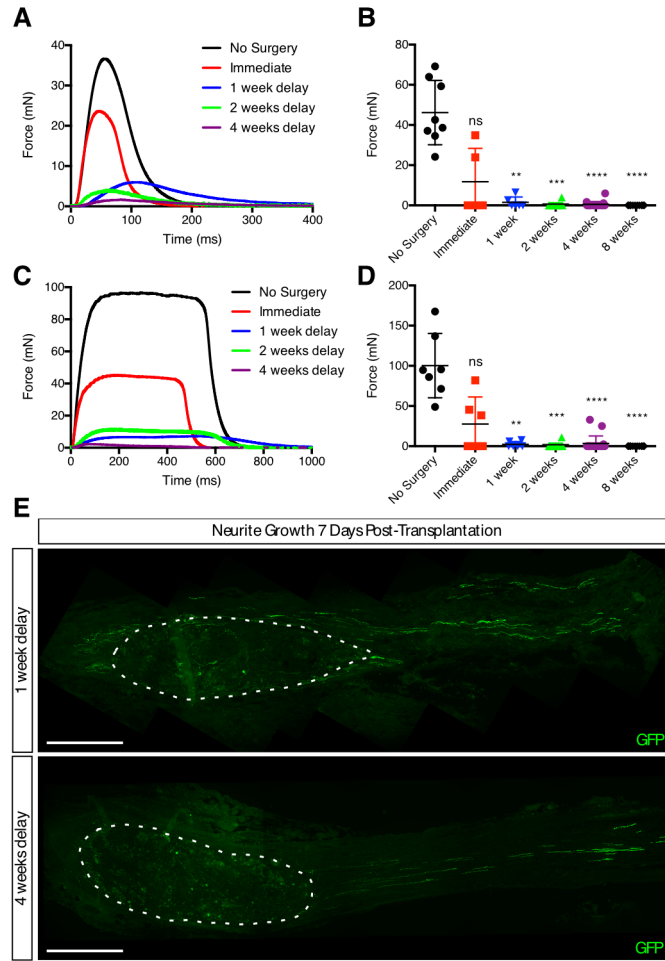 A
No Surgery
Immediate
1 week delay
2 weeks delay
4 weeks delay
Force (mN)
40
30
20
10
0
0 100 200 300 400
Time (ms)
B
Force (mN)
80
60
40
20
0
ns
**
***
****
****
No Surgery
Immediate
1 week
2 weeks
4 weeks
8 weeks
C
No Surgery
Immediate
1 week delay
2 weeks delay
4 weeks delay
Force (mN)
100
80
60
40
20
0
0 200 400 600 800 1000
Time (ms)
D
Force (mN)
200
150
100
50
0
ns
**
***
****
****
No Surgery
Immediate
1 week
2 weeks
4 weeks
8 weeks
E
Neurite Growth 7 Days Post-Transplantation
1 week delay
GFP
4 weeks delay
GFP